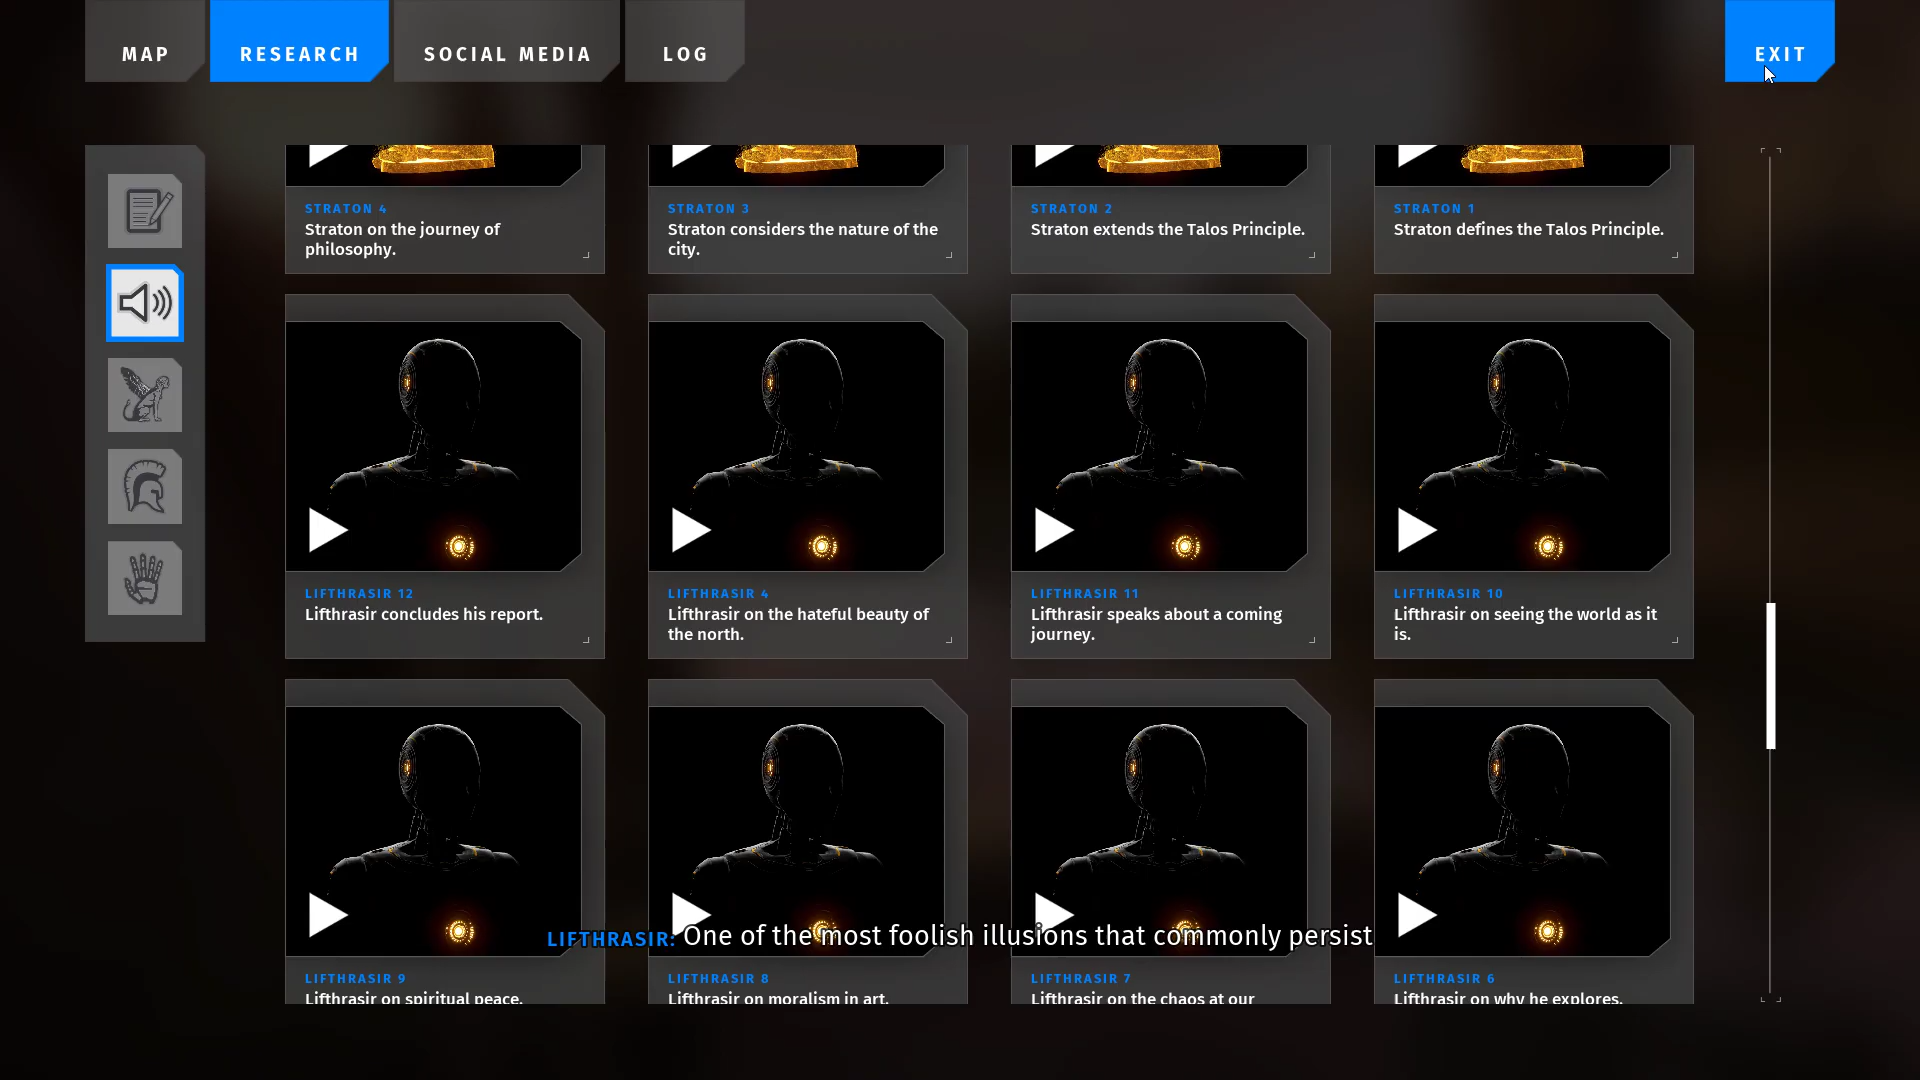 MAP
RESEARCH
SOCIAL MEDIA
LOG
EXIT
STRATON 4
Straton on the journey of
philosophy.
STRATON 3
Straton considers the nature of the
city.
STRATON 2
Straton extends the Talos Principle.
STRATON 1
Straton defines the Talos Principle.
LIFTHRASIR 12
Lifthrasir concludes his report.
LIFTHRASIR 4
Lifthrasir on the hateful beauty of
the north.
LIFTHRASIR 11
Lifthrasir speaks about a coming
journey.
LIFTHRASIR 10
Lifthrasir on seeing the world as it
is.
LIFTHRASIR: One of the most foolish illusions that commonly persist
LIFTHRASIR 9
Lifthrasir on spiritual peace.
LIFTHRASIR 8
Lifthrasir on moralism in art.
LIFTHRASIR 7
Lifthrasir on the chaos at our
LIFTHRASIR 6
Lifthrasir on why he explores.